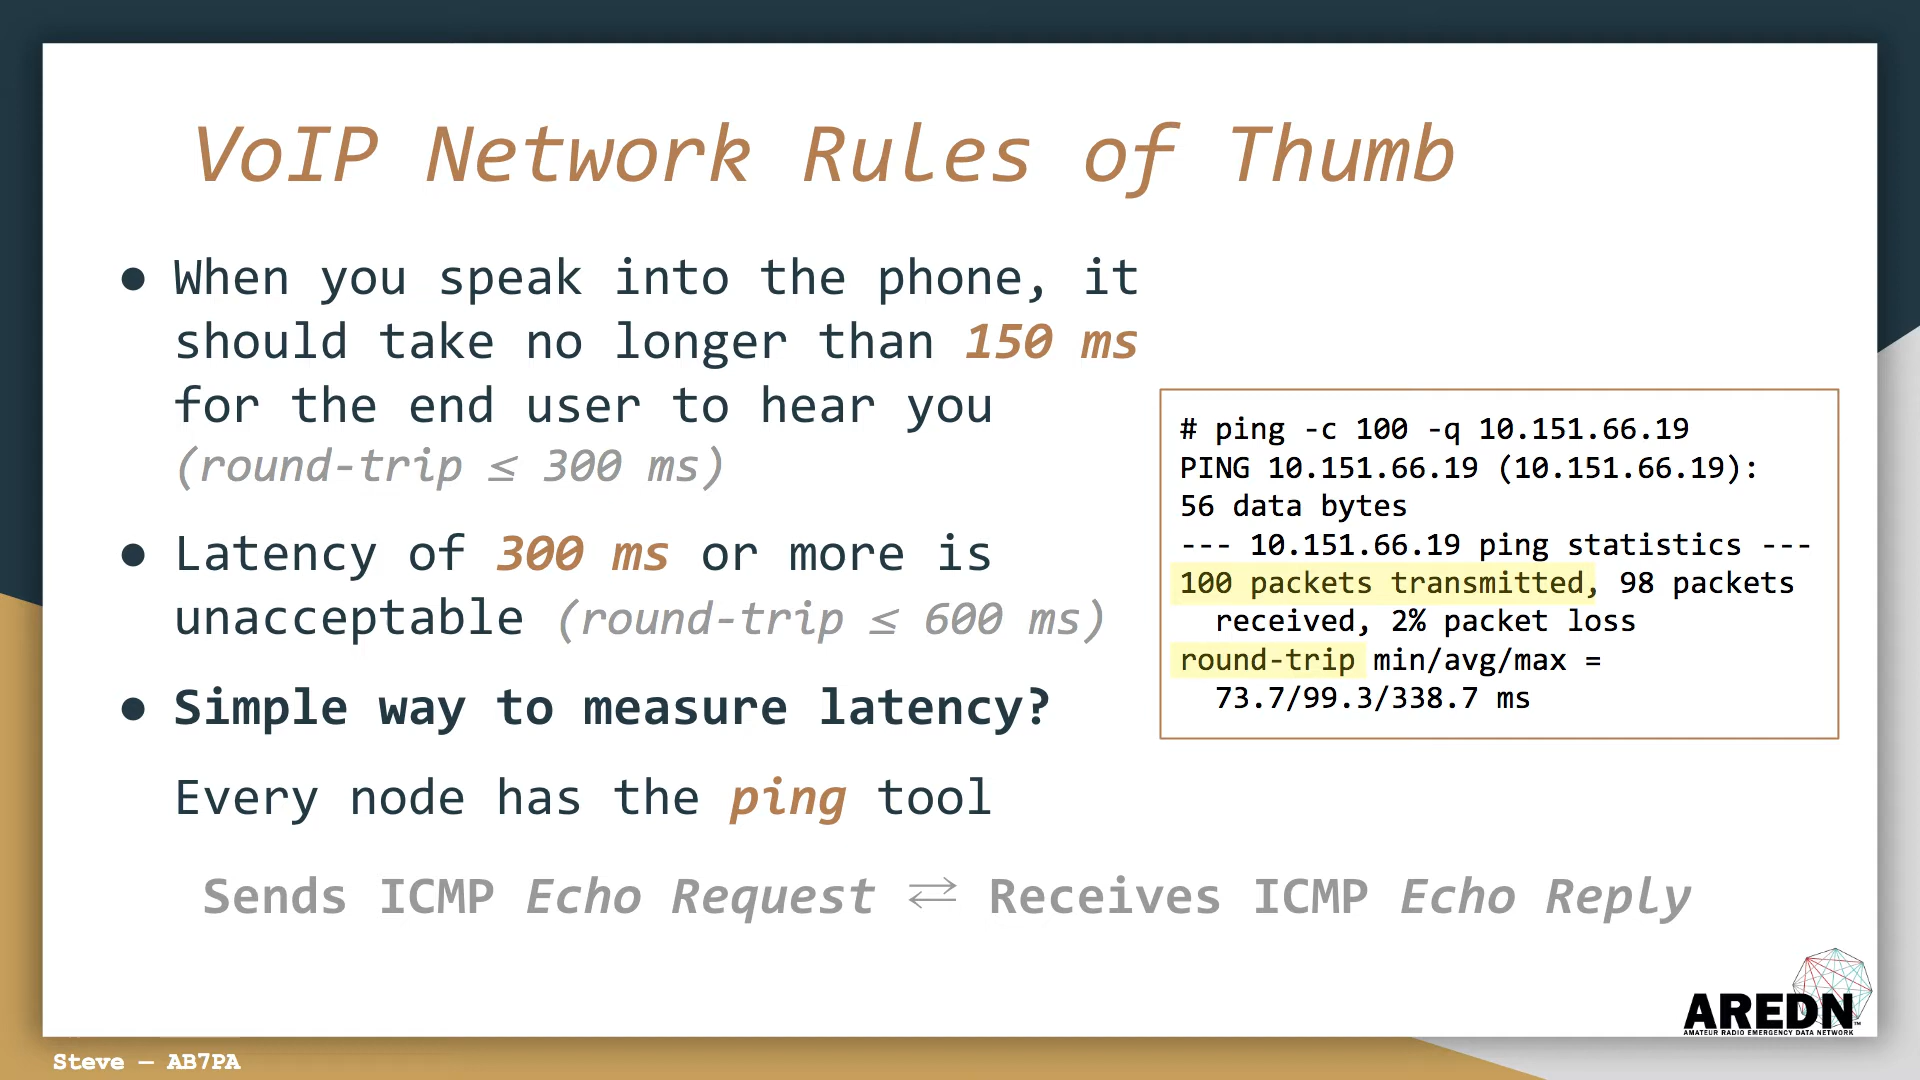 VoIP Network Rules of Thumb
● When you speak into the phone, it
should take no longer than 150 ms
for the end user to hear you
(round-trip ≤ 300 ms)
● Latency of 300 ms or more is
unacceptable (round-trip ≤ 600 ms)
● Simple way to measure latency?
Every node has the ping tool
# ping -c 100 -q 10.151.66.19
PING 10.151.66.19 (10.151.66.19):
56 data bytes
--- 10.151.66.19 ping statistics ---
100 packets transmitted, 98 packets
received, 2% packet loss
round-trip min/avg/max =
73.7/99.3/338.7 ms
Sends ICMP Echo Request ⇄ Receives ICMP Echo Reply
AREDN™
AMATEUR RADIO EMERGENCY DATA NETWORK
Steve – AB7PA